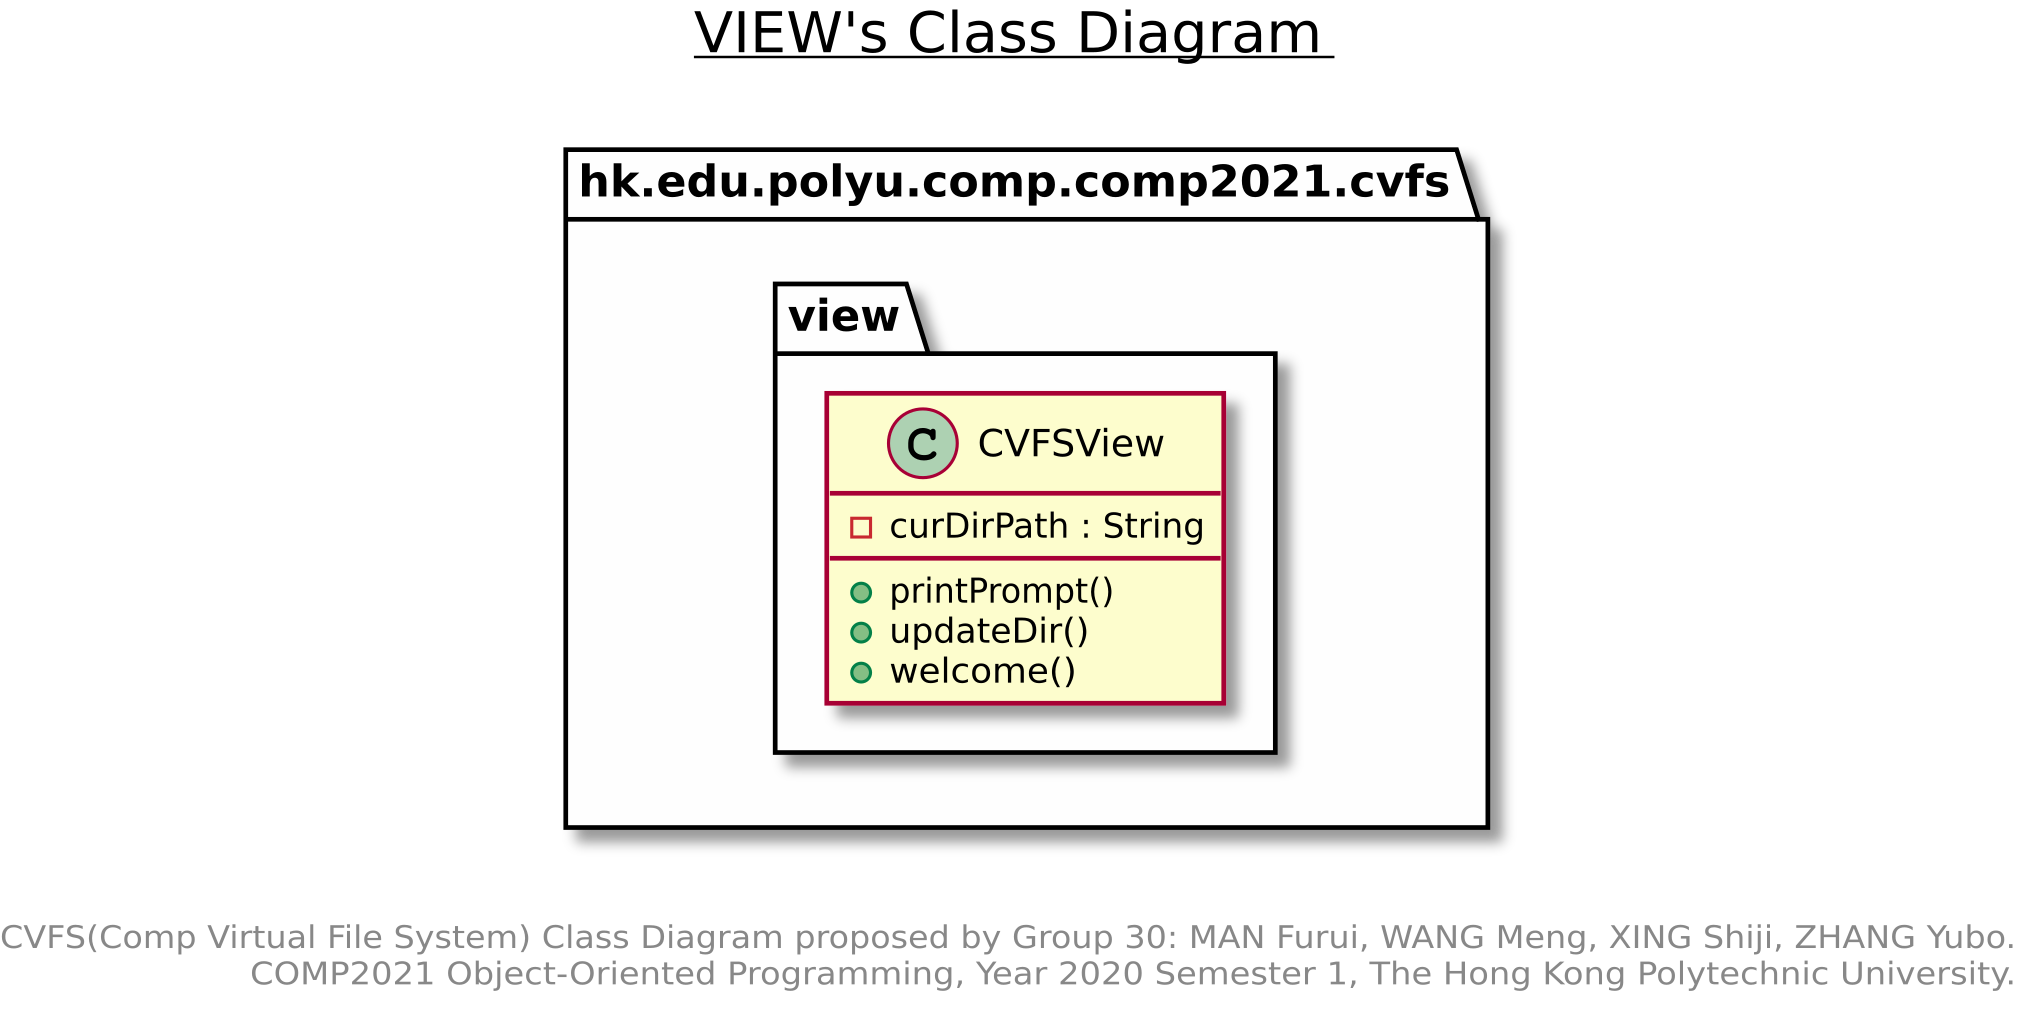 VIEW's Class Diagram
hk.edu.polyu.comp.comp2021.cvfs
view
C CVFSView
curDirPath : String
printPrompt()
updateDir()
welcome()
CVFS(Comp Virtual File System) Class Diagram proposed by Group 30: MAN Furui, WANG Meng, XING Shiji, ZHANG Yubo.
COMP2021 Object-Oriented Programming, Year 2020 Semester 1, The Hong Kong Polytechnic University.